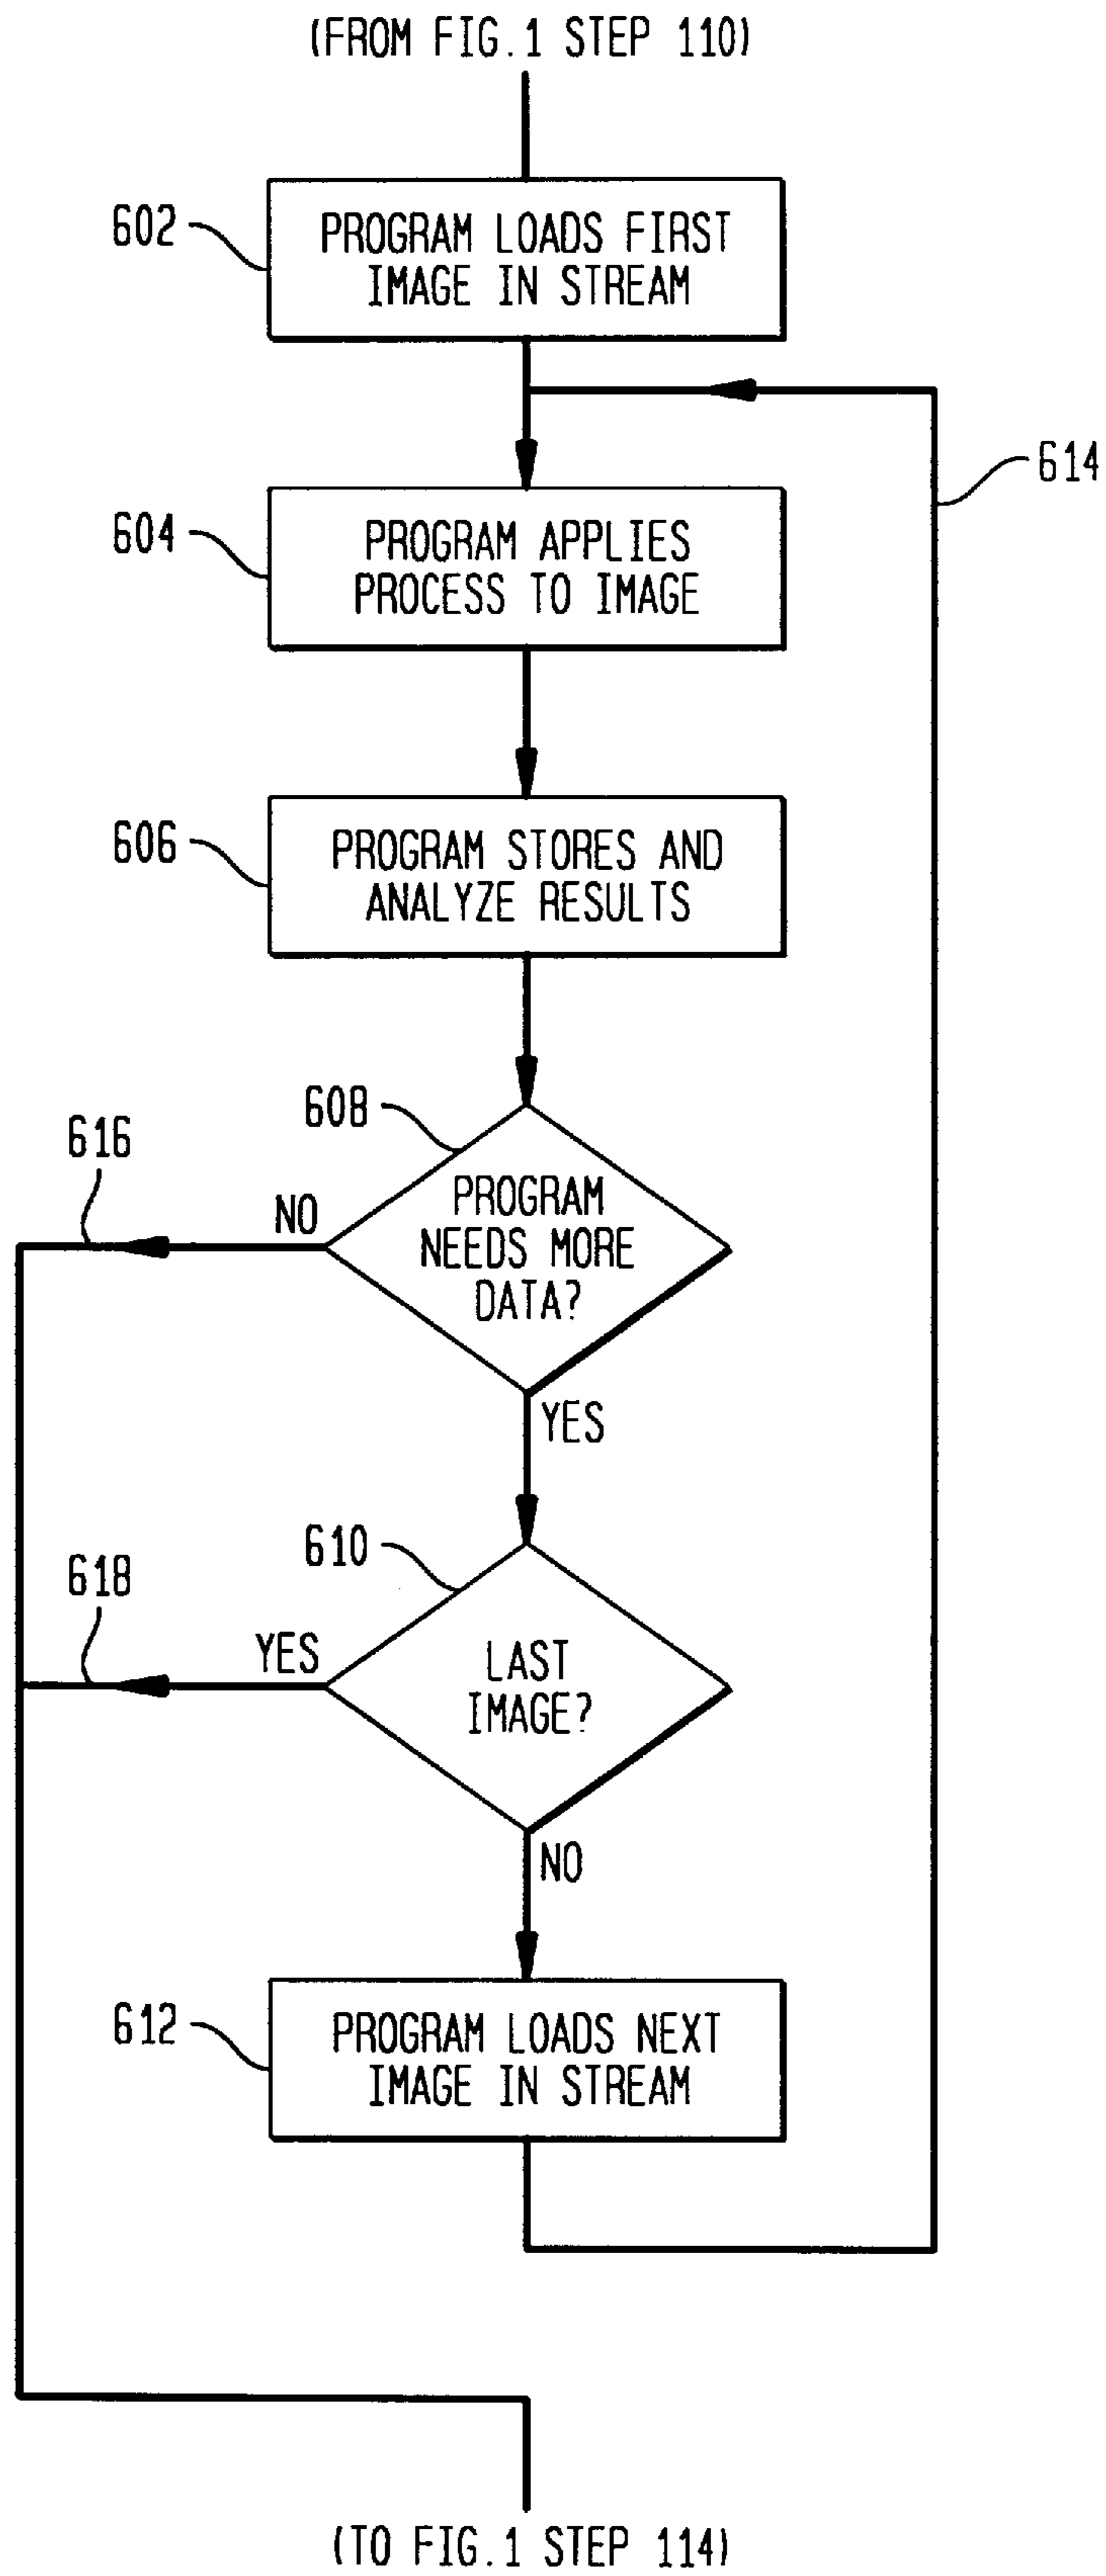 (FROM FIG.1 STEP 110)
602
PROGRAM LOADS FIRST
IMAGE IN STREAM
614
604
PROGRAM APPLIES
PROCESS TO IMAGE
606
PROGRAM STORES AND
ANALYZE RESULTS
608
616
NO
PROGRAM
NEEDS MORE
DATA?
YES
610
618
YES
LAST
IMAGE?
NO
612
PROGRAM LOADS NEXT
IMAGE IN STREAM
(TO FIG.1 STEP 114)